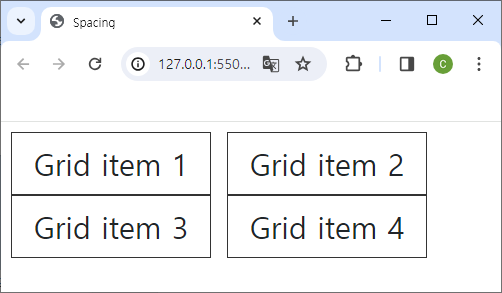 Spacing
127.0.0.1:550...
C
Grid item 1 Grid item 2
Grid item 3 Grid item 4